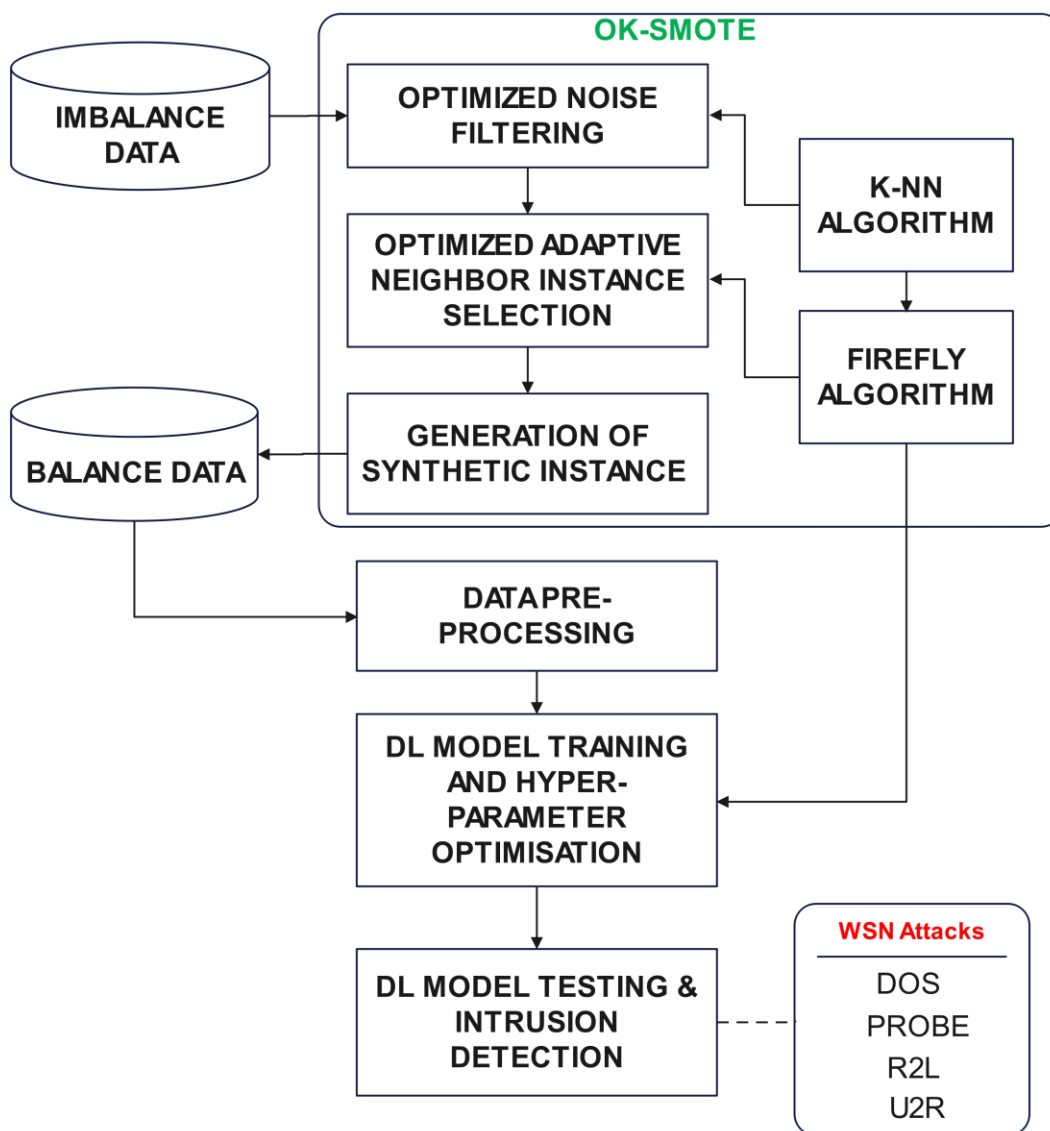 OK-SMOTE
IMBALANCE
DATA
OPTIMIZED NOISE
FILTERING
K-NN
ALGORITHM
OPTIMIZED ADAPTIVE
NEIGHBOR INSTANCE
SELECTION
FIREFLY
ALGORITHM
GENERATION OF
SYNTHETIC INSTANCE
BALANCE DATA
DATA PRE-
PROCESSING
DL MODEL TRAINING
AND HYPER-
PARAMETER
OPTIMISATION
DL MODEL TESTING &
INTRUSION
DETECTION
WSN Attacks
DOS
PROBE
R2L
U2R